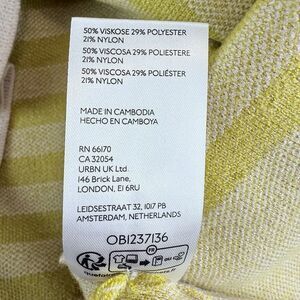 50% VISKOSE 29% POLYESTER
21% NYLON
50% VISCOSA 29% POLIESTERE
21% NYLON
50% VISCOSA 29% POLIÉSTER
21% NYLON
MADE IN CAMBODIA
HECHO EN CAMBOYA
RN 66170
CA 32054
URBN UK Ltd
146 Brick Lane,
LONDON, E1 6RU
LEIDSESTRAAT 32, 1017 PB
AMSTERDAM, NETHERLANDS
OB1237136
FR